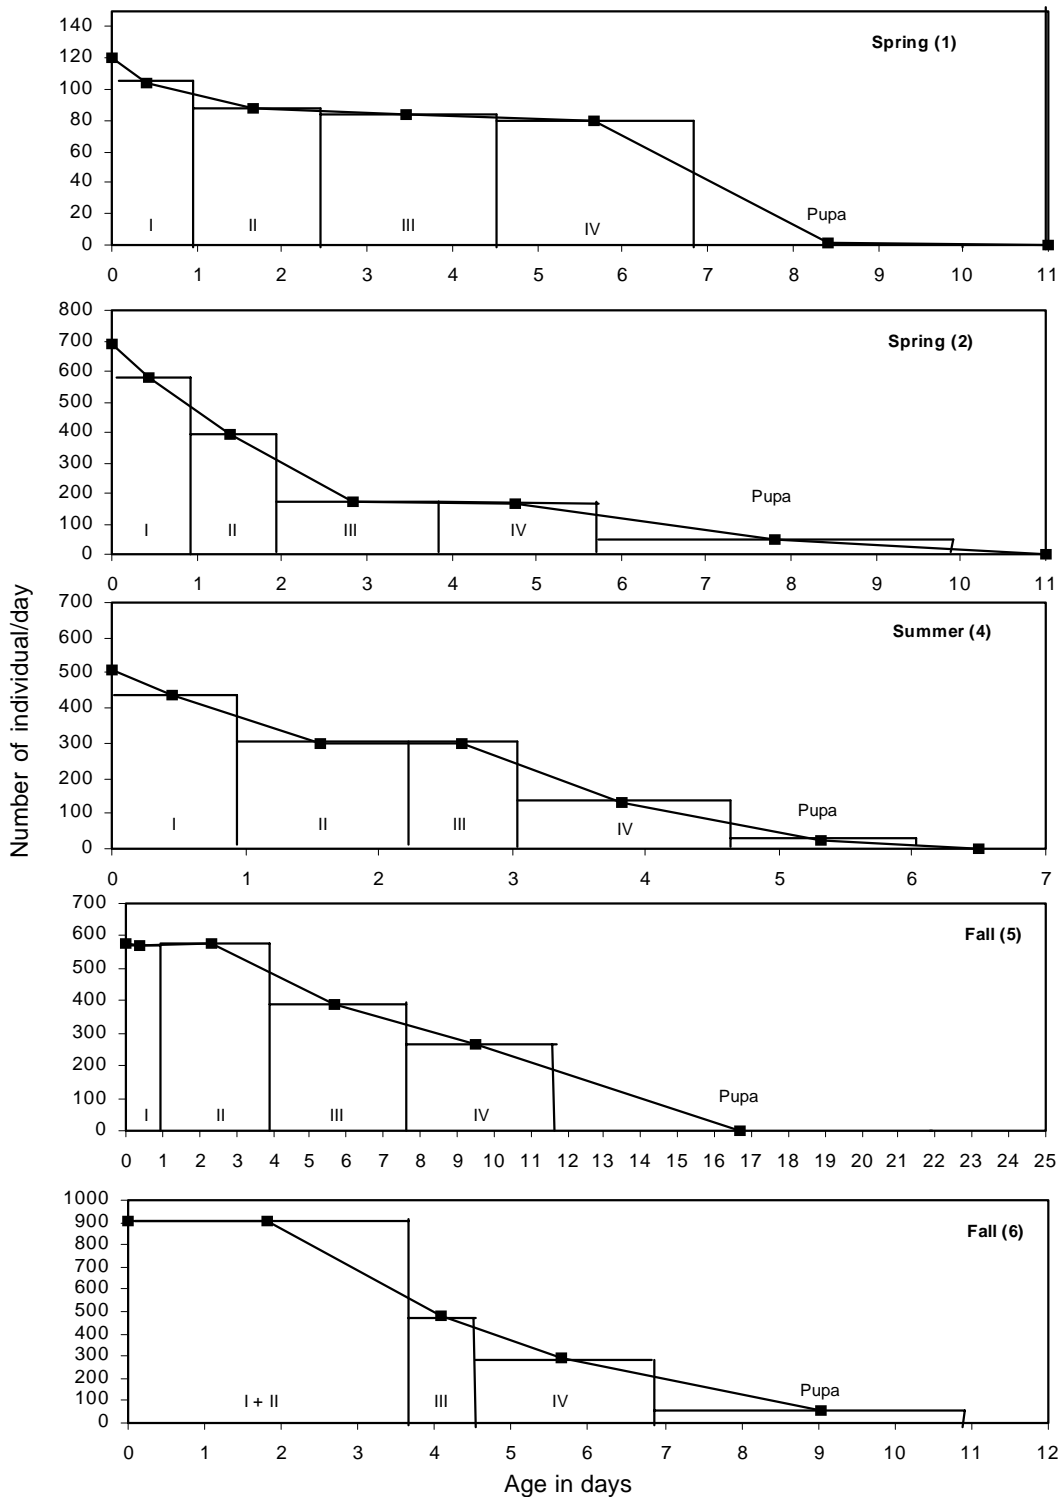 140
Spring (1)
120
100
80
60
40
Pupa
20
I
II
III
IV
0
0 1 2 3 4 5 6 7 8 9 10 11
800
700
Spring (2)
600
500
400
300
200
Pupa
100
I
II
III
IV
0
0 1 2 3 4 5 6 7 8 9 10 11
Number of individual/day
700
600
Summer (4)
500
400
300
200
100
Pupa
I
II
III
IV
0
0 1 2 3 4 5 6 7
700
600
Fall (5)
500
400
300
200
100
Pupa
I
II
III
IV
0
0 1 2 3 4 5 6 7 8 9 10 11 12 13 14 15 16 17 18 19 20 21 22 23 24 25
1000
900
Fall (6)
800
700
600
500
400
300
200
100
Pupa
I + II
III
IV
0
0 1 2 3 4 5 6 7 8 9 10 11 12
Age in days